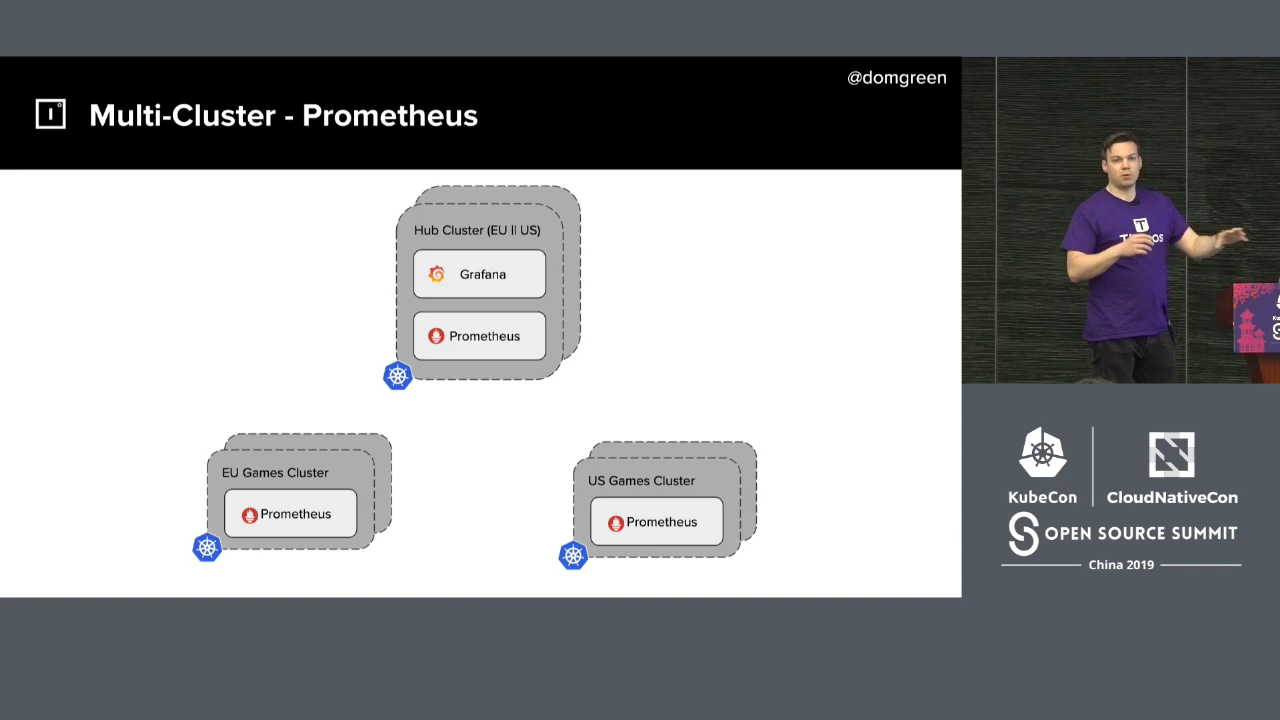 @domgreen
Multi-Cluster - Prometheus
Hub Cluster (EU II US)
Grafana
Prometheus
EU Games Cluster
Prometheus
US Games Cluster
Prometheus
KubeCon
CloudNativeCon
OPEN SOURCE SUMMIT
China 2019